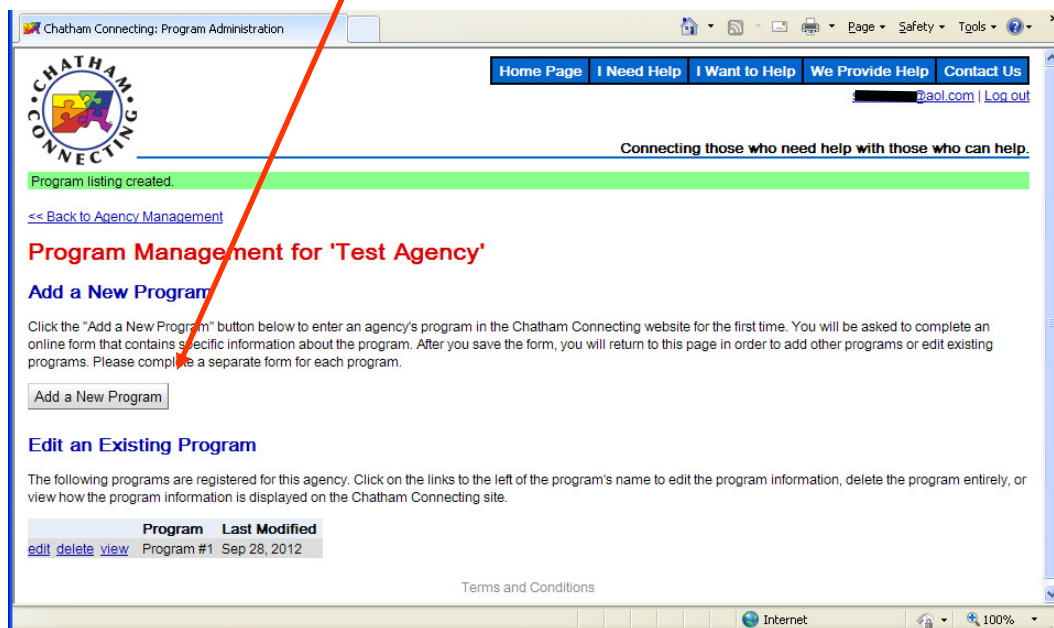 Chatham Connecting: Program Administration
Page Safety Tools
CHATHAM CONNECTING
Home Page I Need Help I Want to Help We Provide Help Contact Us
@aol.com | Log out
Connecting those who need help with those who can help.
Program listing created.
<< Back to Agency Management
Program Management for 'Test Agency'
Add a New Program
Click the "Add a New Program" button below to enter an agency's program in the Chatham Connecting website for the first time. You will be asked to complete an
online form that contains specific information about the program. After you save the form, you will return to this page in order to add other programs or edit existing
programs. Please complete a separate form for each program.
Add a New Program
Edit an Existing Program
The following programs are registered for this agency. Click on the links to the left of the program's name to edit the program information, delete the program entirely, or
view how the program information is displayed on the Chatham Connecting site.
Program Last Modified
edit delete view Program #1 Sep 28, 2012
Terms and Conditions
Internet 100%